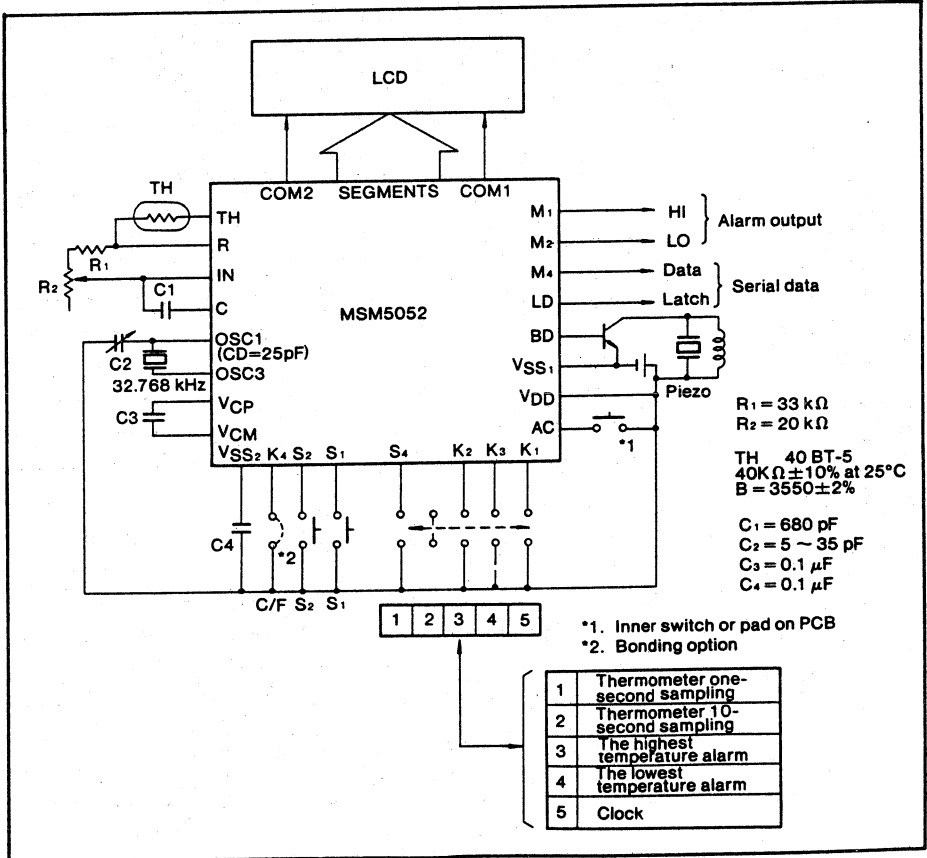 LCD
COM2 SEGMENTS COM1
TH
TH
R
R1
IN
R2
C1
C
OSC1
(CD=25pF)
C2
OSC3
32.768 kHz
VCP
C3
VCM
VSS2 K4 S2 S1 S4 K2 K3 K1
MSM5052
M1 HI
M2 LO
Alarm output
M4 Data
LD Latch
Serial data
BD
VSS1
Piezo
VDD
AC
*1
C4
*2
C/F S2 S1
R1 = 33 kΩ
R2 = 20 kΩ
TH 40 BT-5
40KΩ±10% at 25°C
B = 3550±2%
C1 = 680 pF
C2 = 5 ~ 35 pF
C3 = 0.1 µF
C4 = 0.1 µF
1 2 3 4 5
*1. Inner switch or pad on PCB
*2. Bonding option
1 Thermometer one-
second sampling
2 Thermometer 10-
second sampling
3 The highest
temperature alarm
4 The lowest
temperature alarm
5 Clock